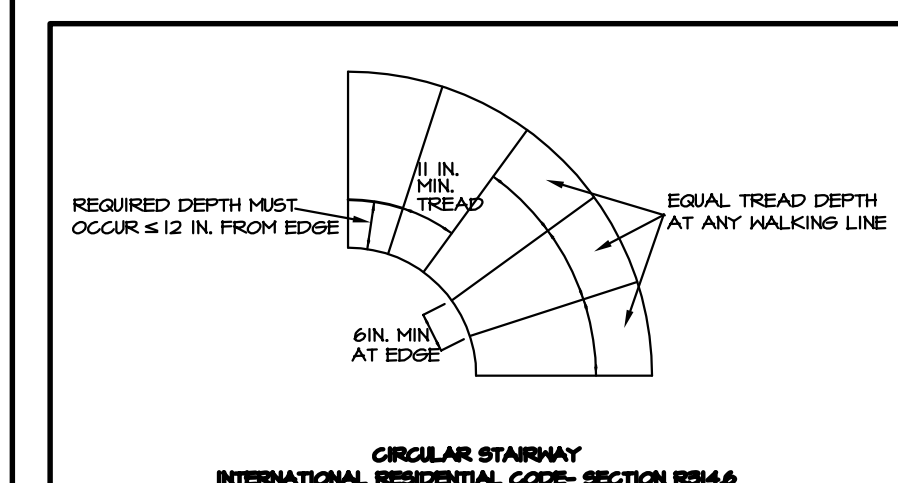 11 IN.
MIN.
TREAD
REQUIRED DEPTH MUST
OCCUR ≤ 12 IN. FROM EDGE
EQUAL TREAD DEPTH
AT ANY WALKING LINE
6IN. MIN
AT EDGE
CIRCULAR STAIRWAY
INTERNATIONAL RESIDENTIAL CODE- SECTION R314.6